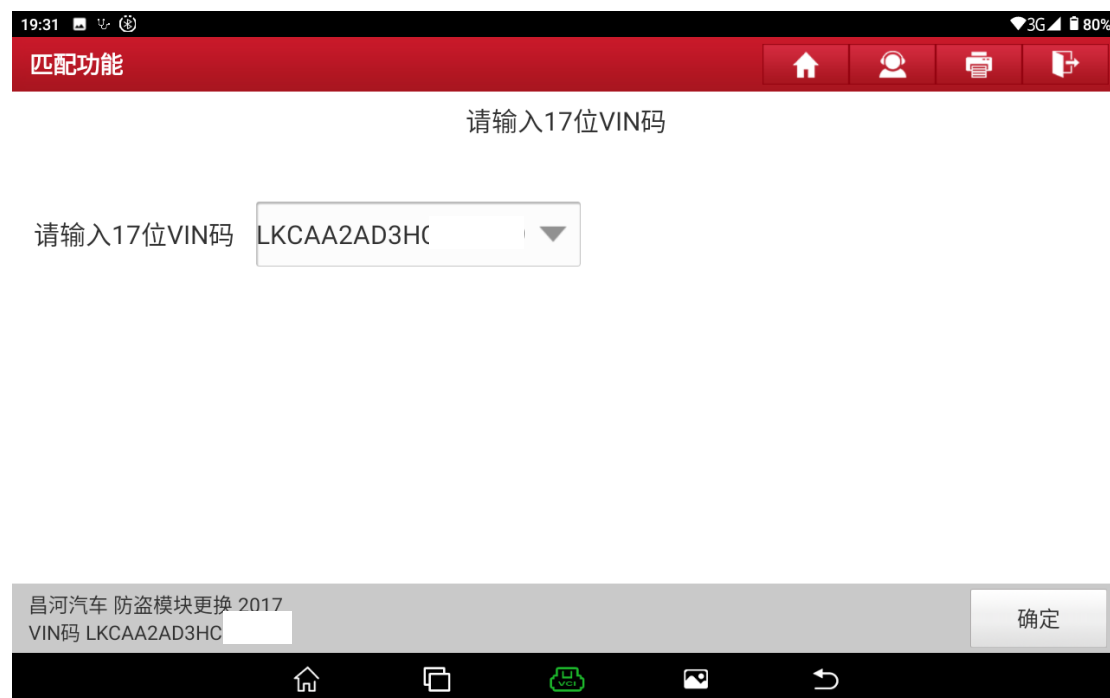 19:31
3G 80%
匹配功能
请输入17位VIN码
请输入17位VIN码 LKCAA2AD3HC
昌河汽车 防盗模块更换 2017
VIN码 LKCAA2AD3HC
确定
VCI